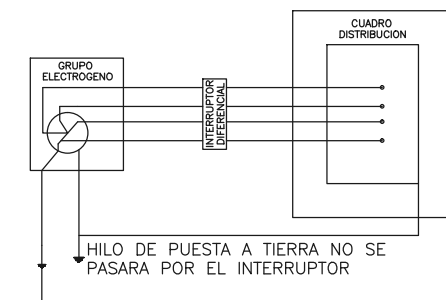 CUADRO
DISTRIBUCION
GRUPO
ELECTROGENO
INTERRUPTOR
DIFERENCIAL
HILO DE PUESTA A TIERRA NO SE
PASARA POR EL INTERRUPTOR